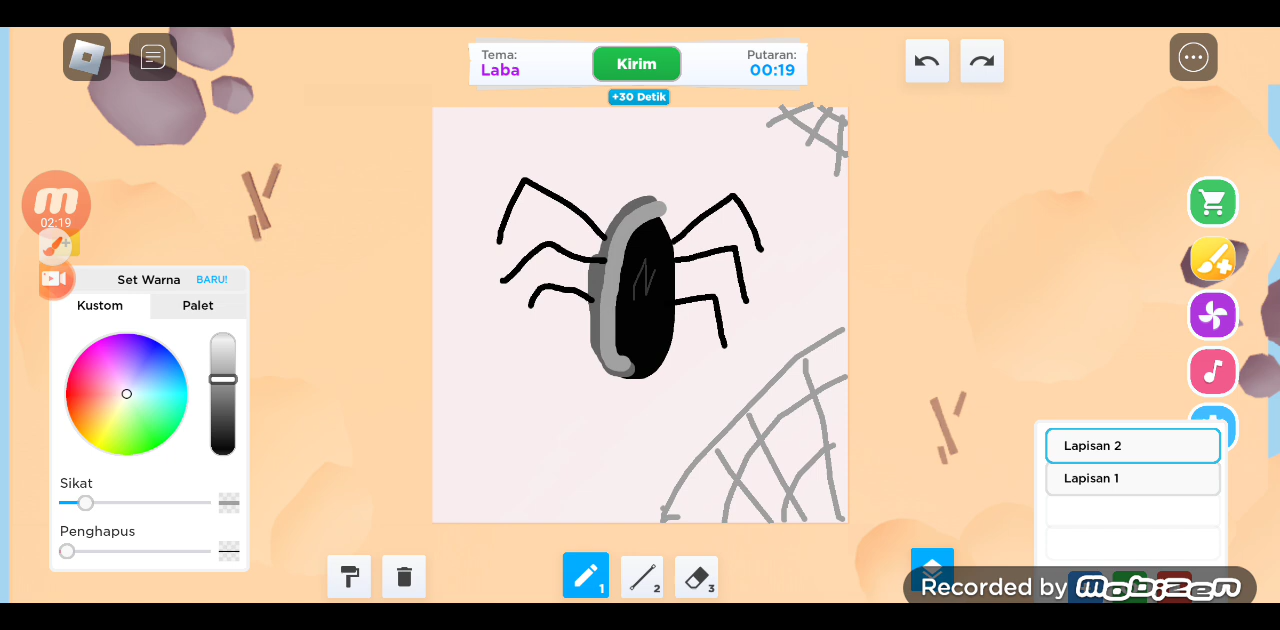 Tema:
Laba
Kirim
Putaran:
00:19
+30 Detik
02:19
Set Warna BARU!
Kustom Palet
Sikat
Penghapus
Lapisan 2
Lapisan 1
1
2
3
Recorded by mobizen